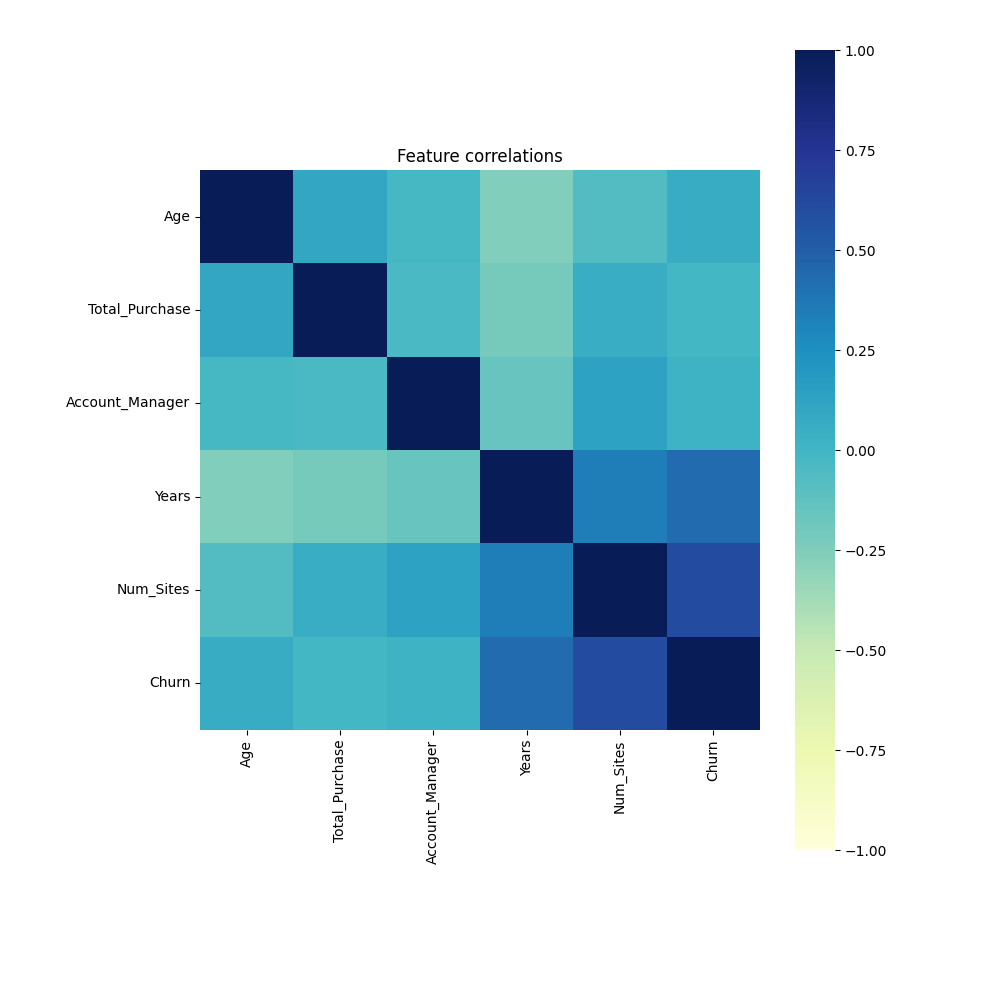 Feature correlations
Age
Total_Purchase
Account_Manager
Years
Num_Sites
Churn
Age
Total_Purchase
Account_Manager
Years
Num_Sites
Churn
1.00
0.75
0.50
0.25
0.00
−0.25
−0.50
−0.75
−1.00